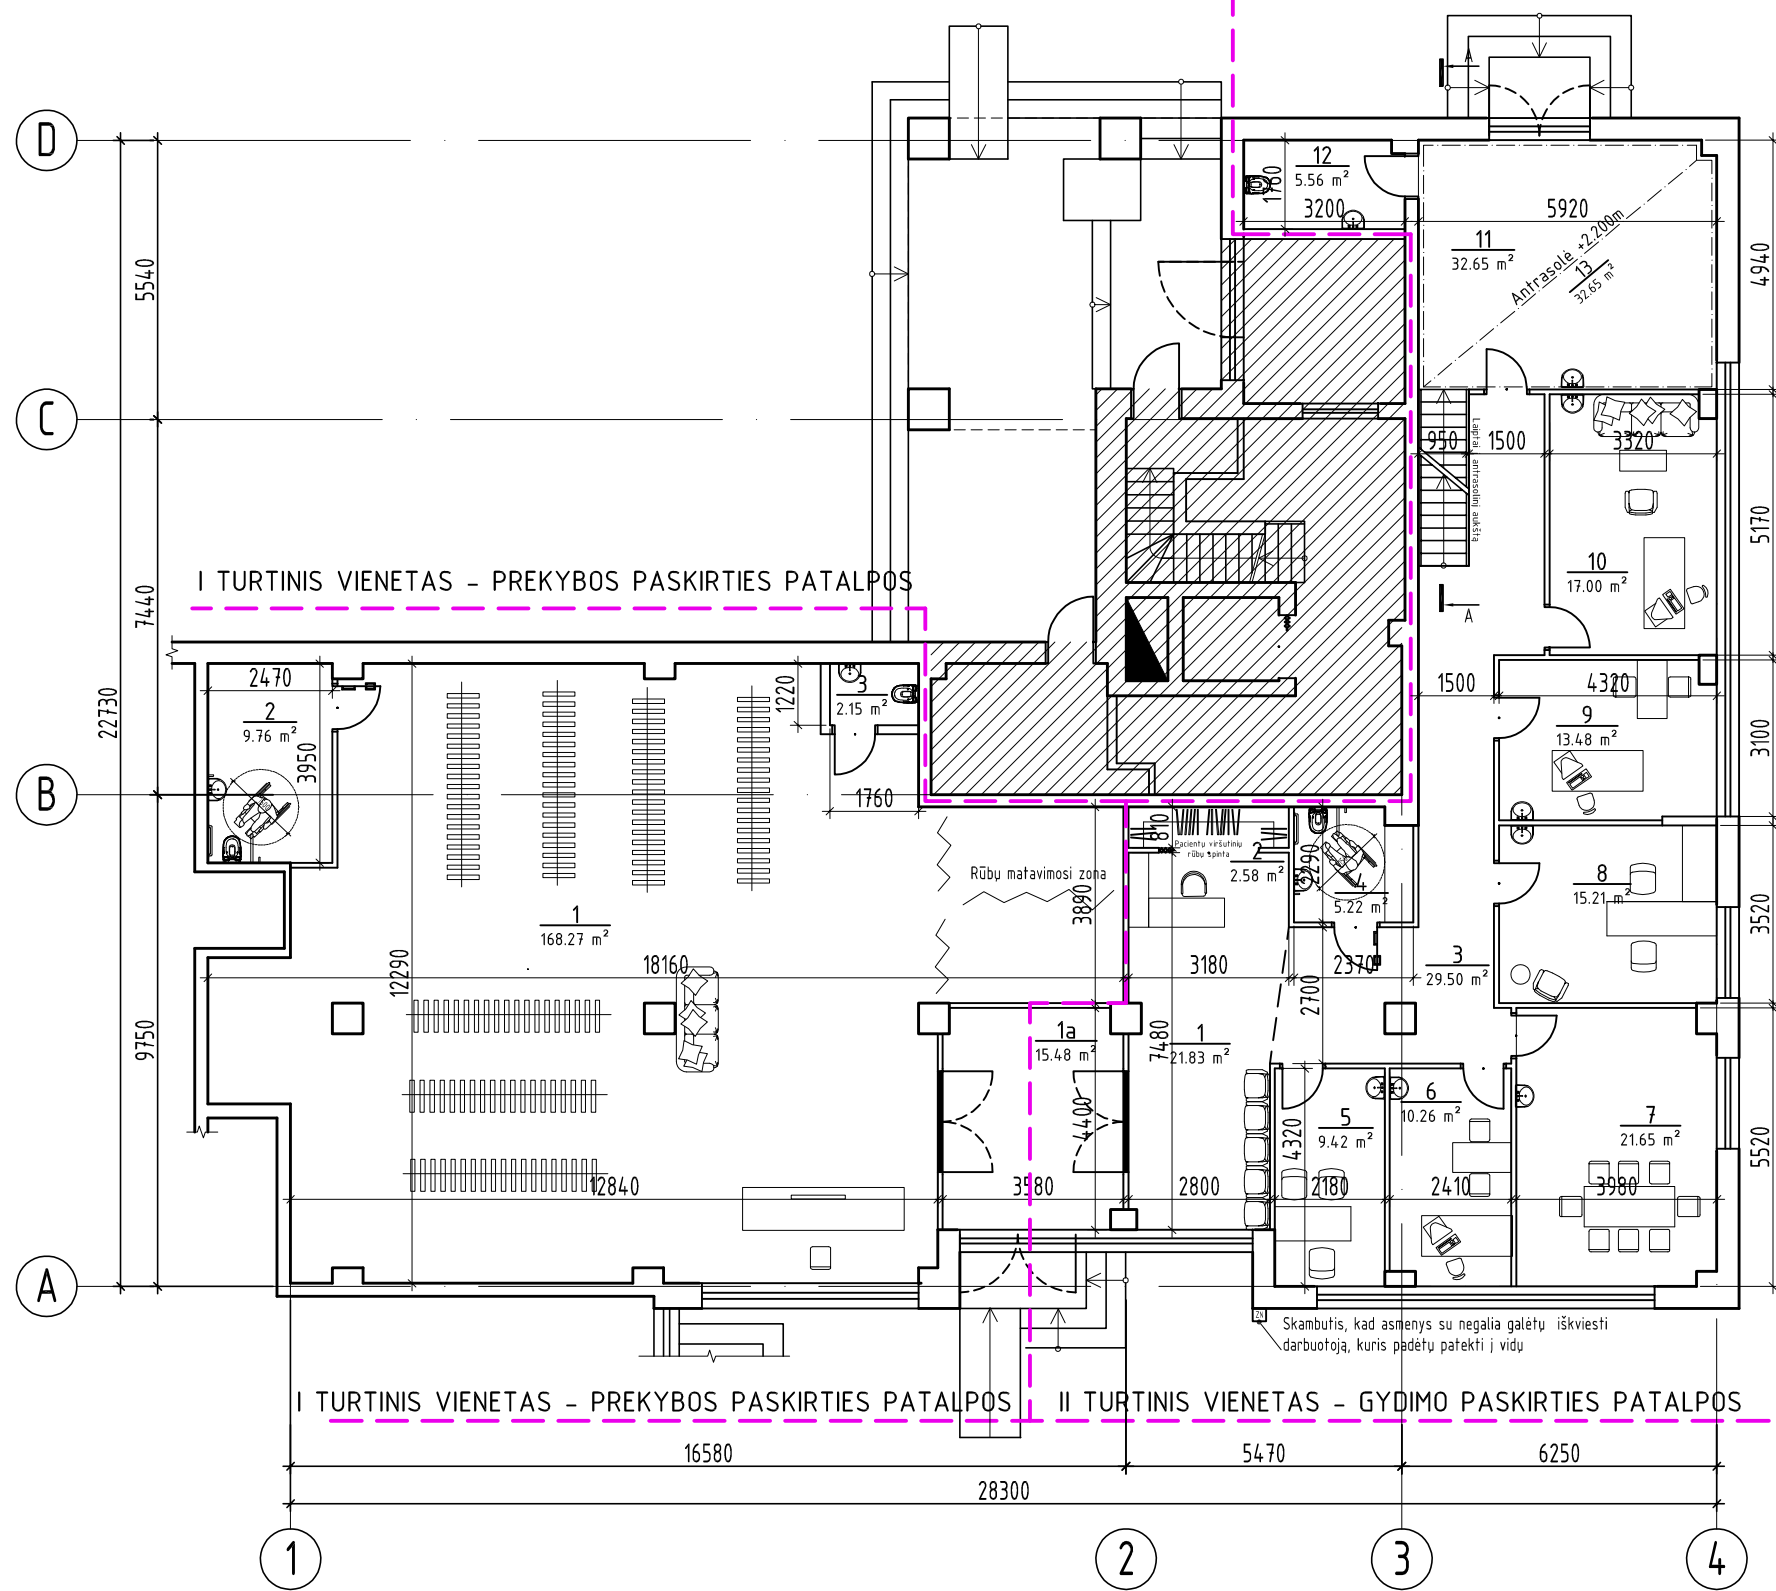 A
D
12
5.56 m²
1760
3200
5920
11
32.65 m²
Antrasolė +2.200m
13
32.65 m²
4940
5540
C
950
1500
3320
Laiptai į antrasolinį aukštą
5170
10
17.00 m²
I TURTINIS VIENETAS – PREKYBOS PASKIRTIES PATALPOS
7440
A
22730
2470
2
9.76 m²
3950
1220
3
2.15 m²
1500
4320
9
13.48 m²
3100
B
1760
810
Pacientų viršutinių
rūbų spinta
2
2.58 m²
2290
4
5.22 m²
Rūbų matavimosi zona
3890
8
15.21 m²
3520
1
168.27 m²
12290
18160
3180
2370
3
29.50 m²
2700
9750
1a
15.48 m²
7480
1
21.83 m²
4400
4320
5
9.42 m²
6
10.26 m²
7
21.65 m²
5520
12840
3580
2800
2180
2410
3980
A
ZN
Skambutis, kad asmenys su negalia galėtų iškviesti
darbuotoją, kuris padėtų patekti į vidų
I TURTINIS VIENETAS – PREKYBOS PASKIRTIES PATALPOS
II TURTINIS VIENETAS – GYDIMO PASKIRTIES PATALPOS
16580
5470
6250
28300
1
2
3
4